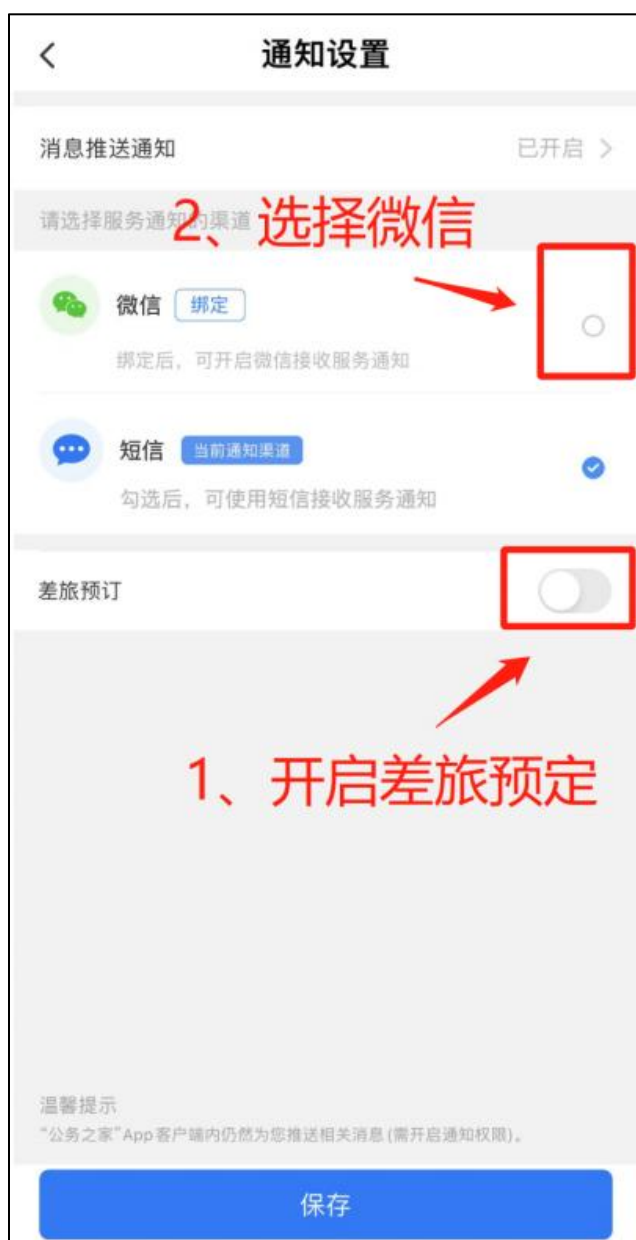 通知设置
消息推送通知
已开启
请选择服务通知的渠道
2、选择微信
微信 绑定
绑定后，可开启微信接收服务通知
短信 当前通知渠道
勾选后，可使用短信接收服务通知
差旅预订
1、开启差旅预定
温馨提示
“公务之家”App客户端内仍然为您推送相关消息(需开启通知权限)。
保存